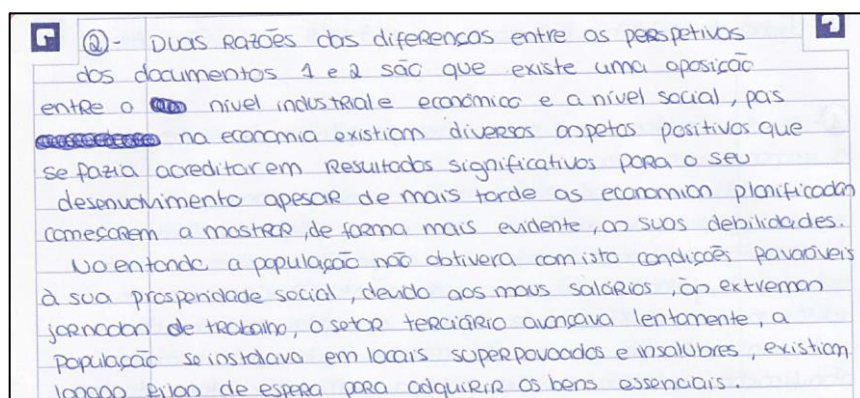 ②- Duas razões das diferenças entre as perspetivas
dos documentos 1 e 2 são que existe uma oposição
entre o nível industrial e económico e a nível social, pois
na economia existiam diversos aspetos positivos que
se fazia acreditar em resultados significativos para o seu
desenvolvimento apesar de mais tarde as economias planificadas
começarem a mostrar, de forma mais evidente, as suas debilidades.
No entando a população não obtivera com isto condições favoráveis
à sua prosperidade social, devido aos maus salários, às extremas
jornadas de trabalho, o setor terciário avançava lentamente, a
população se instalava em locais superpovoados e insalubres, existiam
longas filas de espera para adquirir os bens essenciais.